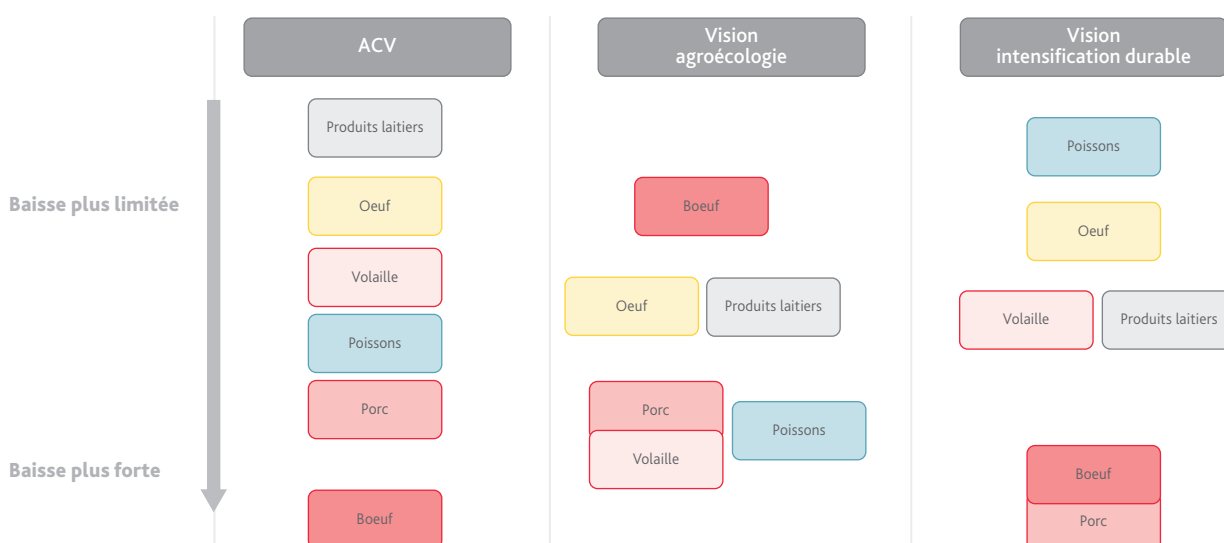 ACV
Vision
agroécologie
Vision
intensification durable
Baisse plus limitée
Baisse plus forte
Produits laitiers
Oeuf
Volaille
Poissons
Porc
Boeuf
Boeuf
Oeuf
Produits laitiers
Porc
Volaille
Poissons
Poissons
Oeuf
Volaille
Produits laitiers
Boeuf
Porc